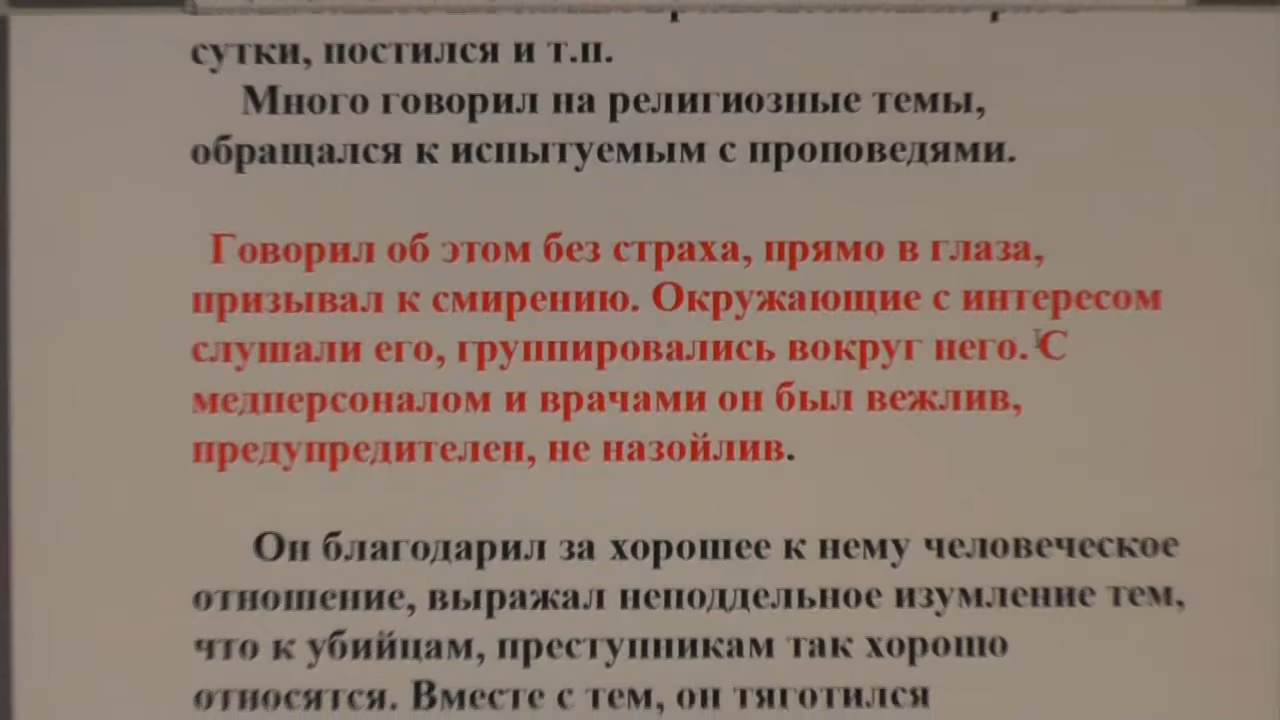 сутки, постился и т.п.
Много говорил на религиозные темы,
обращался к испытуемым с проповедями.
Говорил об этом без страха, прямо в глаза,
призывал к смирению. Окружающие с интересом
слушали его, группировались вокруг него. С
медперсоналом и врачами он был вежлив,
предупредителен, не назойлив.
Он благодарил за хорошее к нему человеческое
отношение, выражал неподдельное изумление тем,
что к убийцам, преступникам так хорошо
относятся. Вместе с тем, он тяготился